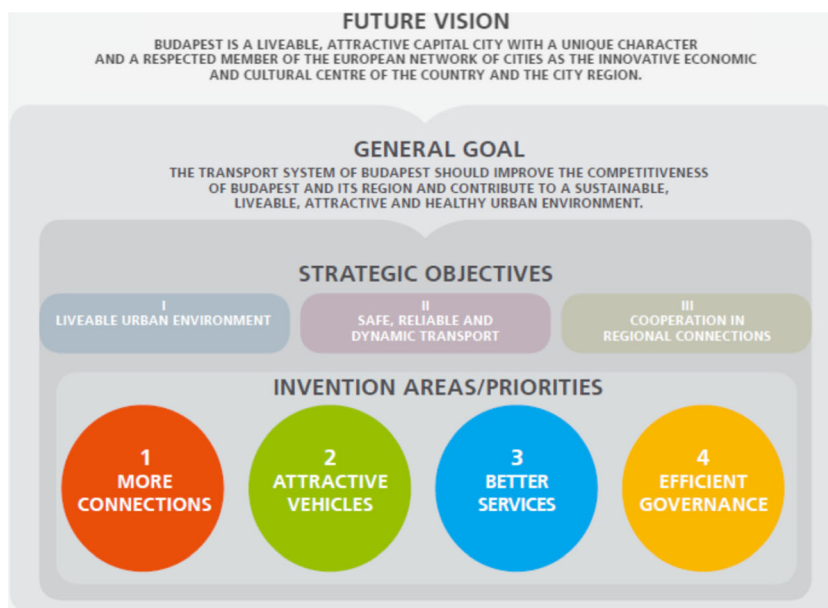 FUTURE VISION
BUDAPEST IS A LIVEABLE, ATTRACTIVE CAPITAL CITY WITH A UNIQUE CHARACTER
AND A RESPECTED MEMBER OF THE EUROPEAN NETWORK OF CITIES AS THE INNOVATIVE ECONOMIC
AND CULTURAL CENTRE OF THE COUNTRY AND THE CITY REGION.
GENERAL GOAL
THE TRANSPORT SYSTEM OF BUDAPEST SHOULD IMPROVE THE COMPETITIVENESS
OF BUDAPEST AND ITS REGION AND CONTRIBUTE TO A SUSTAINABLE,
LIVEABLE, ATTRACTIVE AND HEALTHY URBAN ENVIRONMENT.
STRATEGIC OBJECTIVES
I
LIVEABLE URBAN ENVIRONMENT
II
SAFE, RELIABLE AND
DYNAMIC TRANSPORT
III
COOPERATION IN
REGIONAL CONNECTIONS
INVENTION AREAS/PRIORITIES
1
MORE
CONNECTIONS
2
ATTRACTIVE
VEHICLES
3
BETTER
SERVICES
4
EFFICIENT
GOVERNANCE